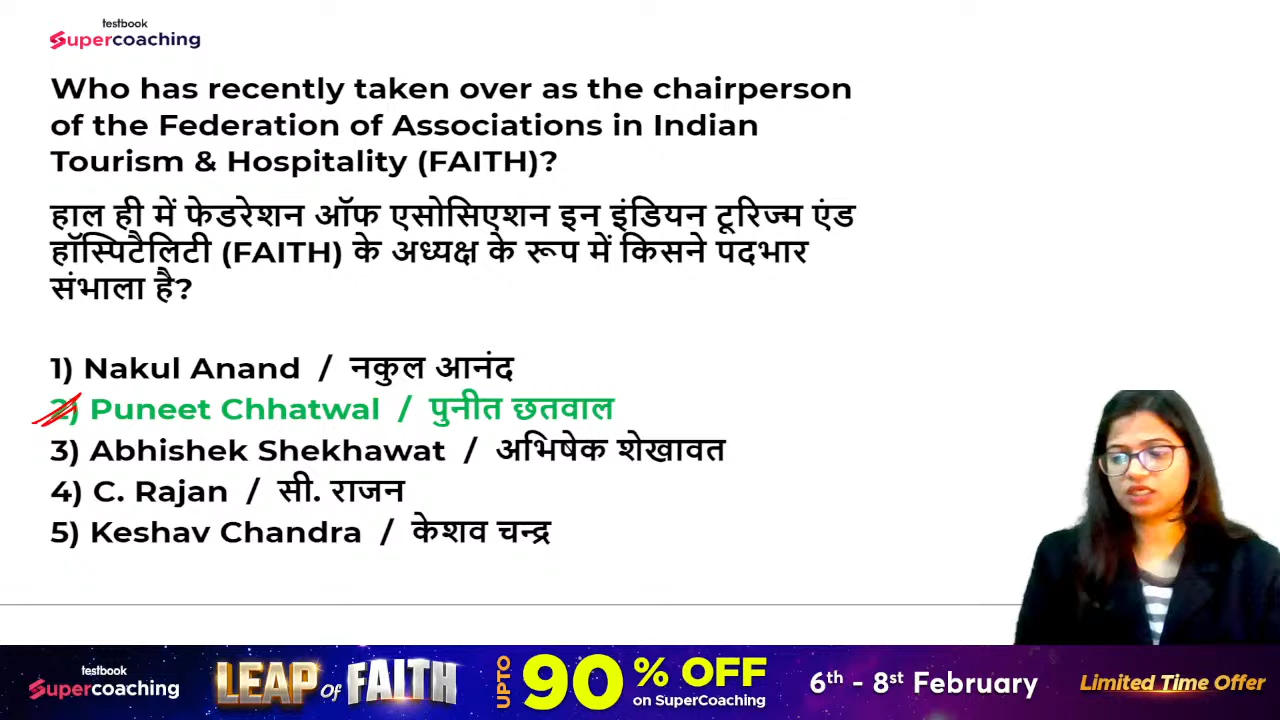 testbook
Supercoaching
Who has recently taken over as the chairperson
of the Federation of Associations in Indian
Tourism & Hospitality (FAITH)?
हाल ही में फेडरेशन ऑफ एसोसिएशन इन इंडियन टूरिज्म एंड
हॉस्पिटैलिटी (FAITH) के अध्यक्ष के रूप में किसने पदभार
संभाला है?
1) Nakul Anand / नकुल आनंद
2) Puneet Chhatwal / पुनीत छतवाल
3) Abhishek Shekhawat / अभिषेक शेखावत
4) C. Rajan / सी. राजन
5) Keshav Chandra / केशव चन्द्र
testbook
Supercoaching
LEAP Of FAITH
UPTO 90% OFF
on SuperCoaching
6th - 8st February
Limited Time Offer